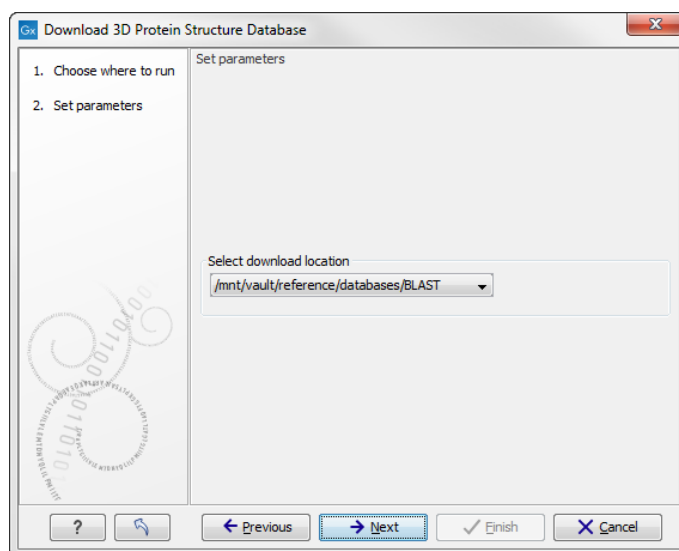 Gx Download 3D Protein Structure Database
1. Choose where to run
2. Set parameters
Set parameters
Select download location
/mnt/vault/reference/databases/BLAST
?
Previous
Next
Finish
Cancel